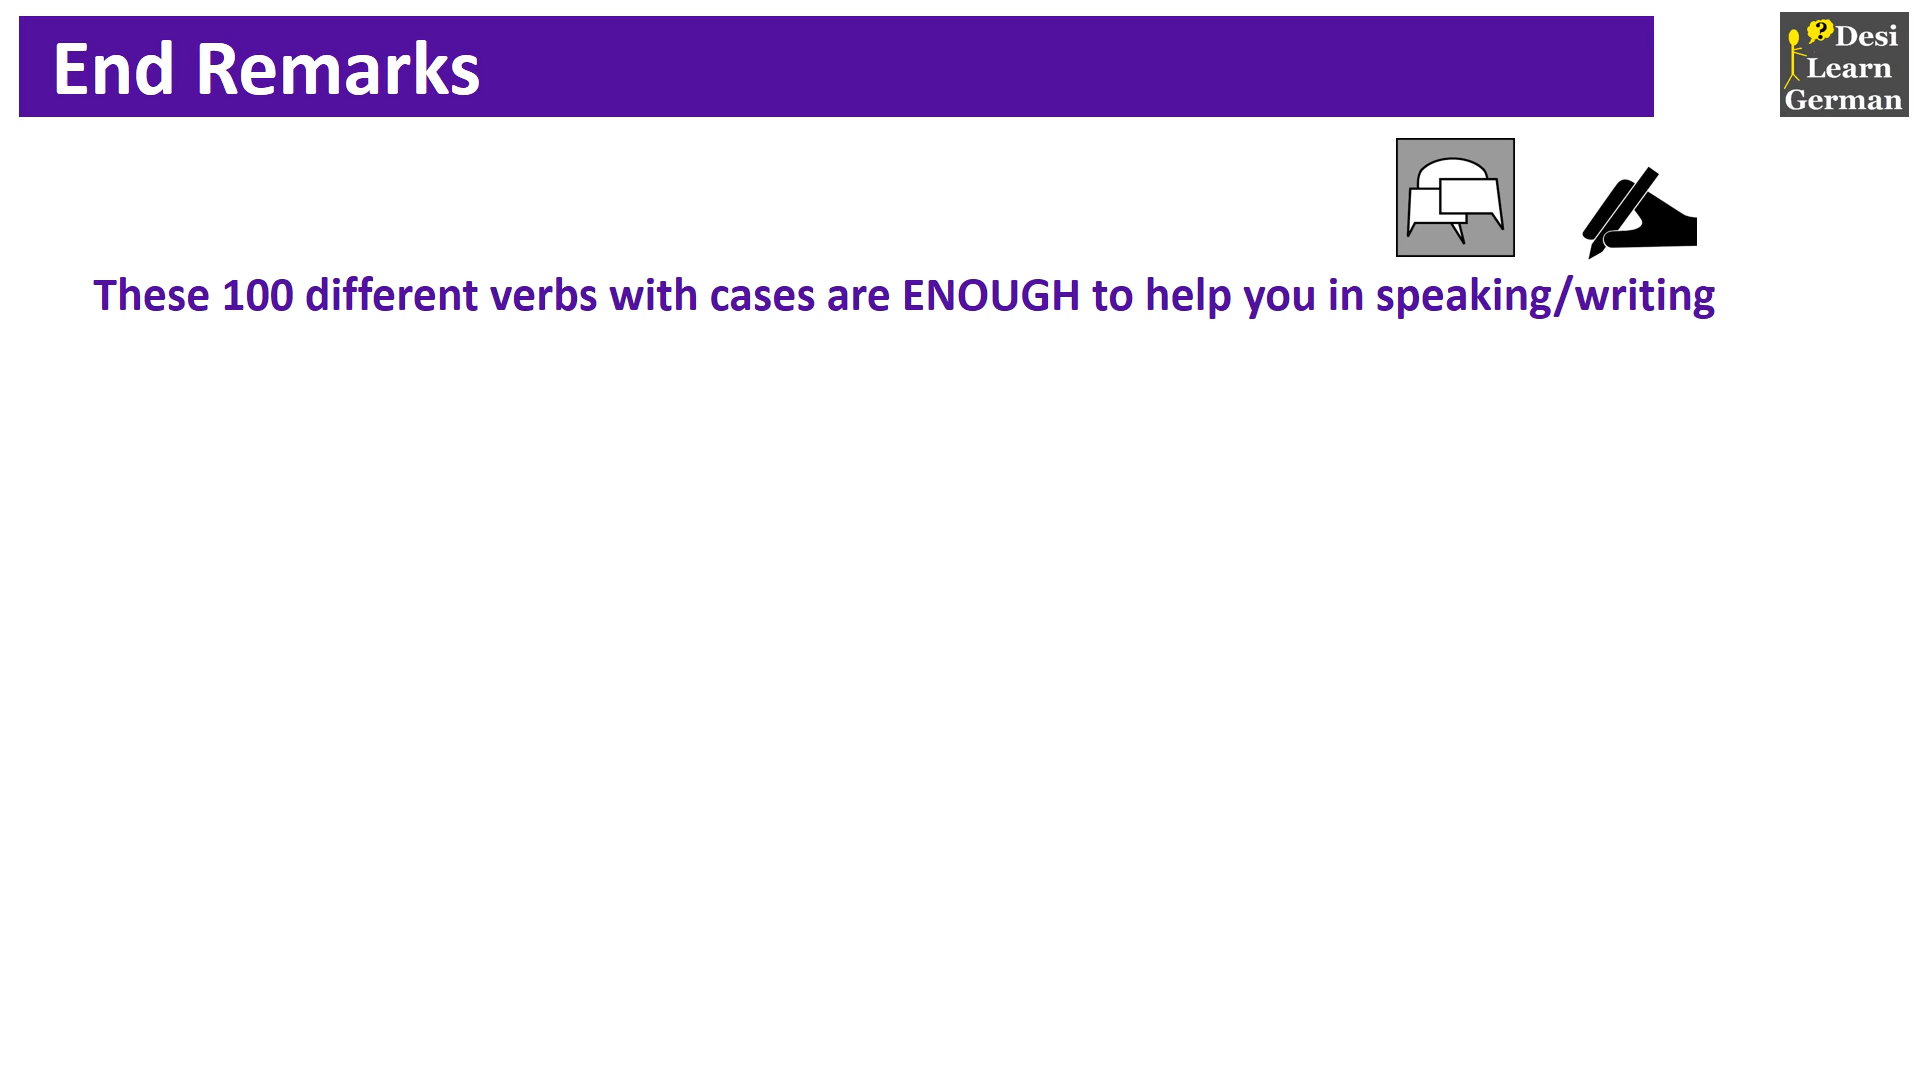 End Remarks
? Desi
Learn
German
These 100 different verbs with cases are ENOUGH to help you in speaking/writing